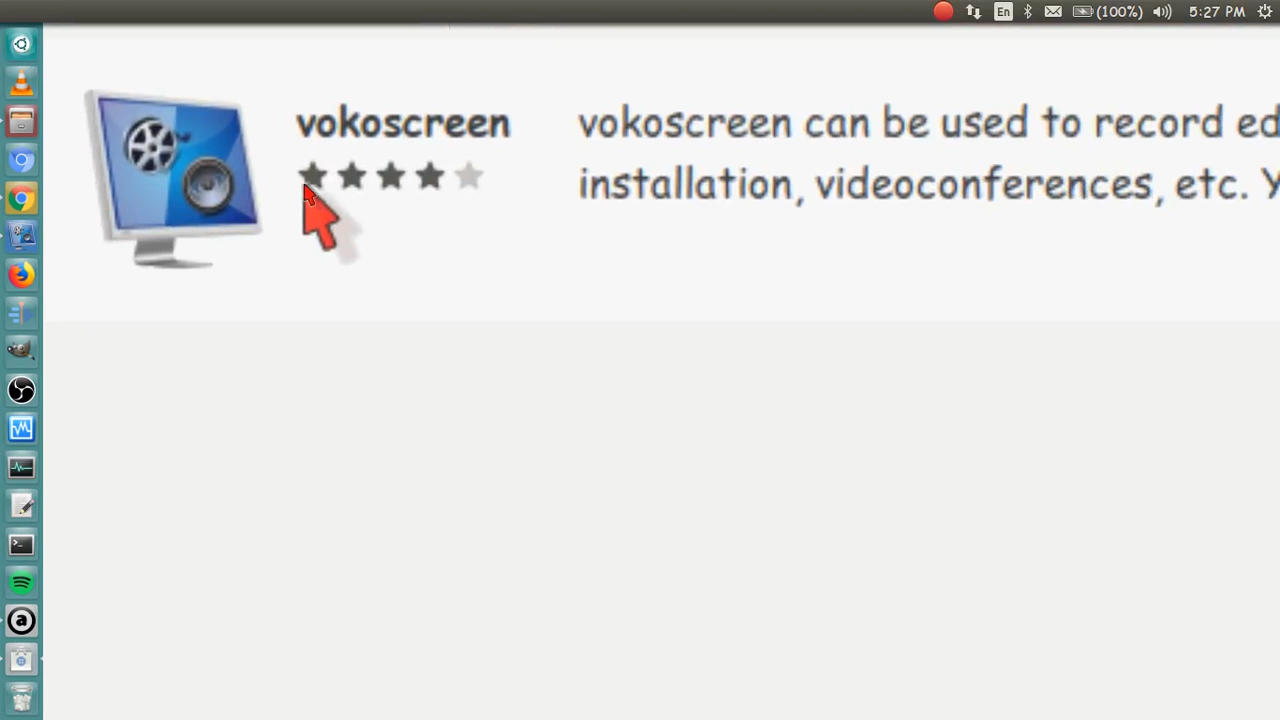 En (100%) 5:27 PM
vokoscreen
vokoscreen can be used to record ed
installation, videoconferences, etc. Y